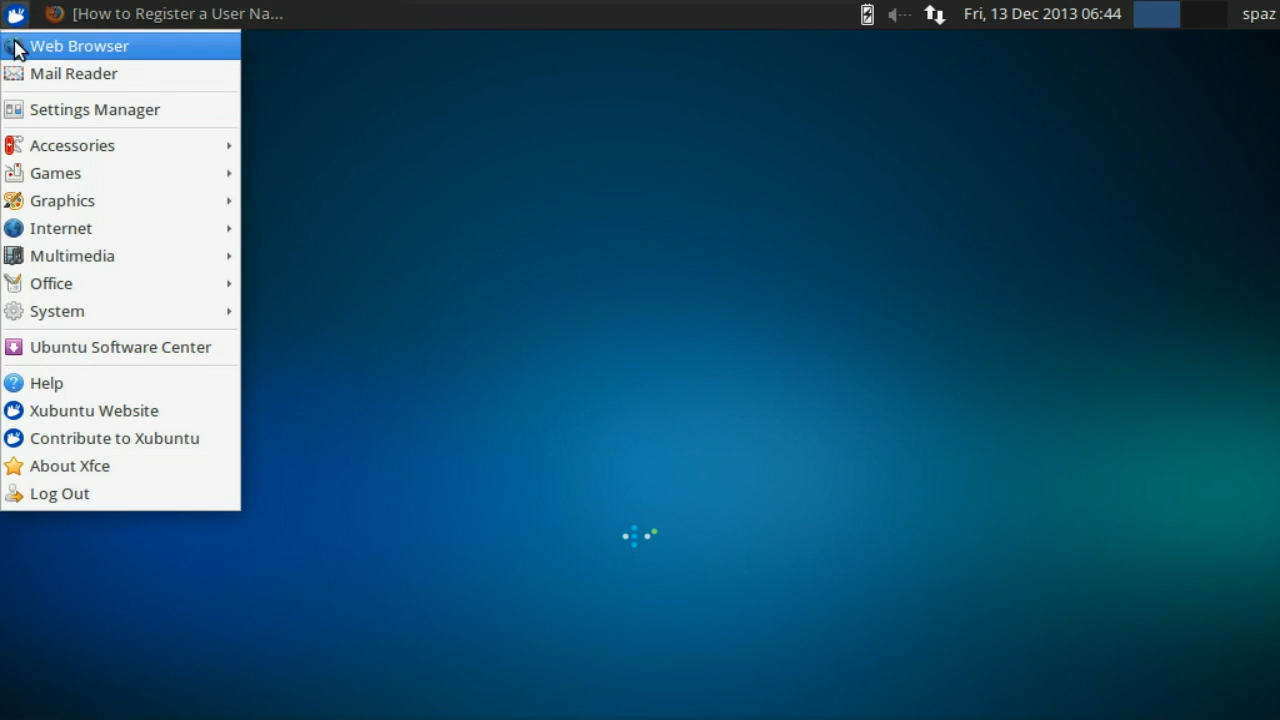 [How to Register a User Na...
Fri, 13 Dec 2013 06:44
spaz
Web Browser
Mail Reader
Settings Manager
Accessories
Games
Graphics
Internet
Multimedia
Office
System
Ubuntu Software Center
Help
Xubuntu Website
Contribute to Xubuntu
About Xfce
Log Out